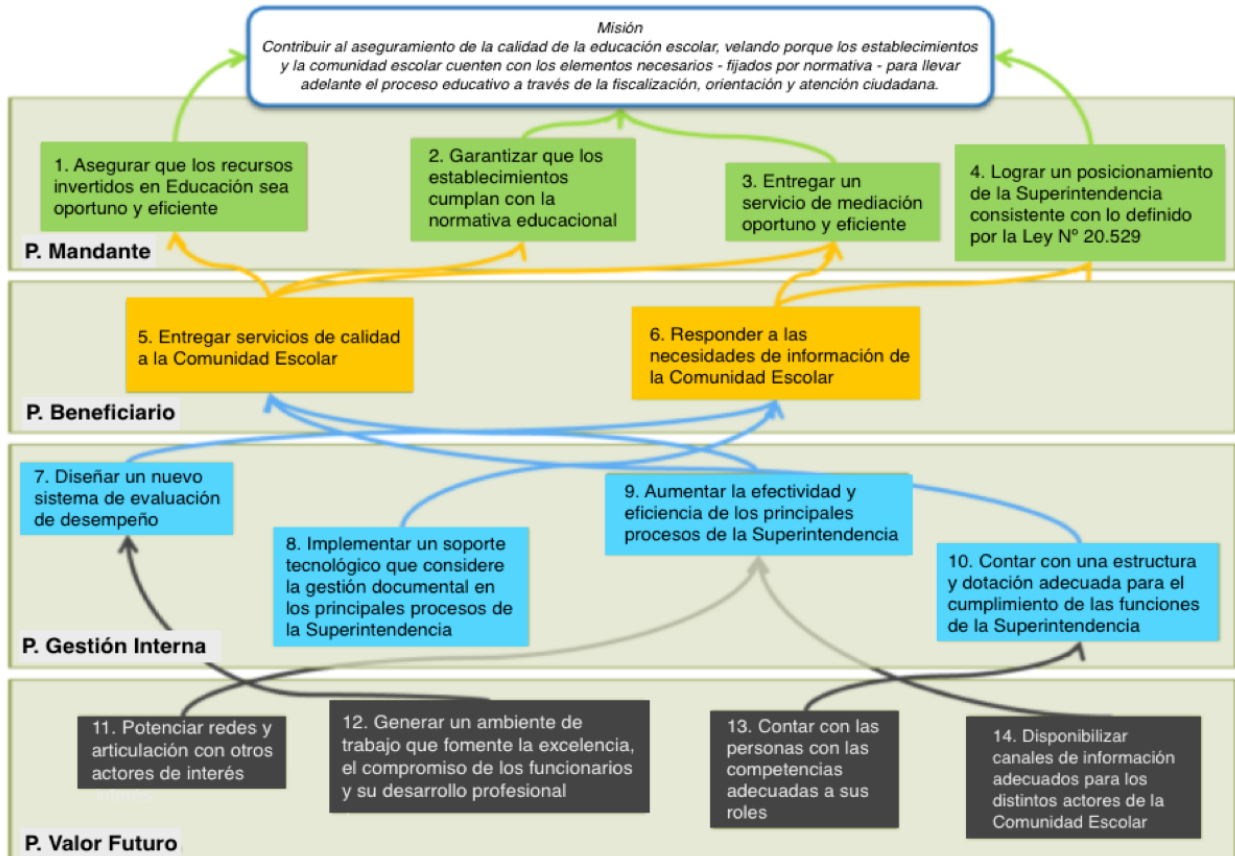 Misión
Contribuir al aseguramiento de la calidad de la educación escolar, velando porque los establecimientos
y la comunidad escolar cuenten con los elementos necesarios - fijados por normativa - para llevar
adelante el proceso educativo a través de la fiscalización, orientación y atención ciudadana.
1. Asegurar que los recursos
invertidos en Educación sea
oportuno y eficiente
2. Garantizar que los
establecimientos
cumplan con la
normativa educacional
3. Entregar un
servicio de mediación
oportuno y eficiente
4. Lograr un posicionamiento
de la Superintendencia
consistente con lo definido
por la Ley Nº 20.529
P. Mandante
5. Entregar servicios de calidad
a la Comunidad Escolar
6. Responder a las
necesidades de información de
la Comunidad Escolar
P. Beneficiario
7. Diseñar un nuevo
sistema de evaluación
de desempeño
8. Implementar un soporte
tecnológico que considere
la gestión documental en
los principales procesos de
la Superintendencia
9. Aumentar la efectividad y
eficiencia de los principales
procesos de la Superintendencia
10. Contar con una estructura
y dotación adecuada para el
cumplimiento de las funciones
de la Superintendencia
P. Gestión Interna
11. Potenciar redes y
articulación con otros
actores de interés
12. Generar un ambiente de
trabajo que fomente la excelencia,
el compromiso de los funcionarios
y su desarrollo profesional
13. Contar con las
personas con las
competencias
adecuadas a sus
roles
14. Disponibilizar
canales de información
adecuados para los
distintos actores de la
Comunidad Escolar
P. Valor Futuro